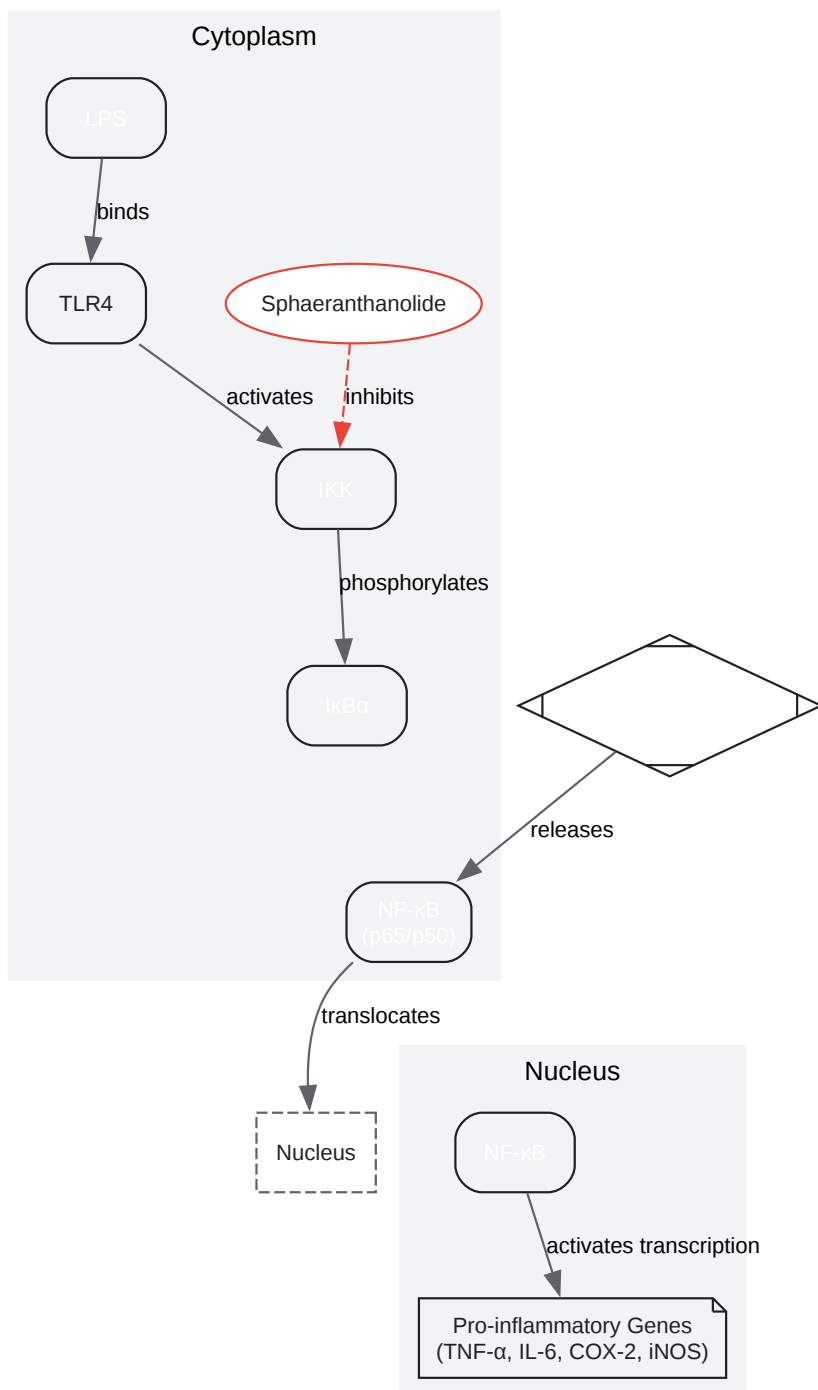 Cytoplasm
LPS
binds
TLR4
Sphaeranthanolide
activates
inhibits
IKK
phosphorylates
IκBα
releases
NF-κB
(p65/p50)
translocates
Nucleus
Nucleus
NF-κB
activates transcription
Pro-inflammatory Genes
(TNF-α, IL-6, COX-2, iNOS)